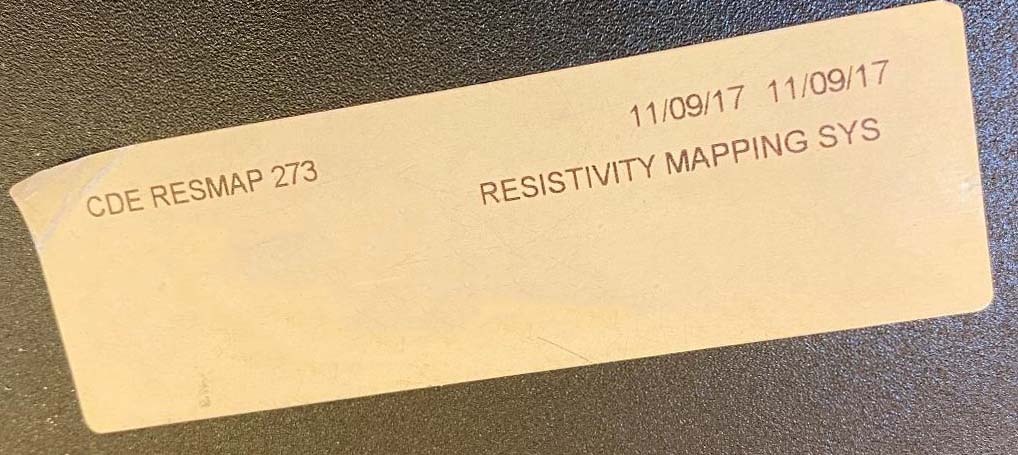 11/09/17 11/09/17
CDE RESMAP 273 RESISTIVITY MAPPING SYS